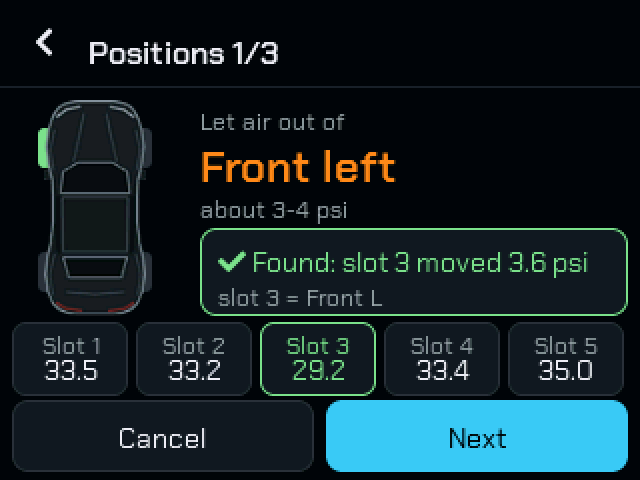 Positions 1/3
Let air out of
Front left
about 3-4 psi
Found: slot 3 moved 3.6 psi
slot 3 = Front L
Slot 1 Slot 2 Slot 3 Slot 4 Slot 5
33.5 33.2 29.2 33.4 35.0
Cancel Next